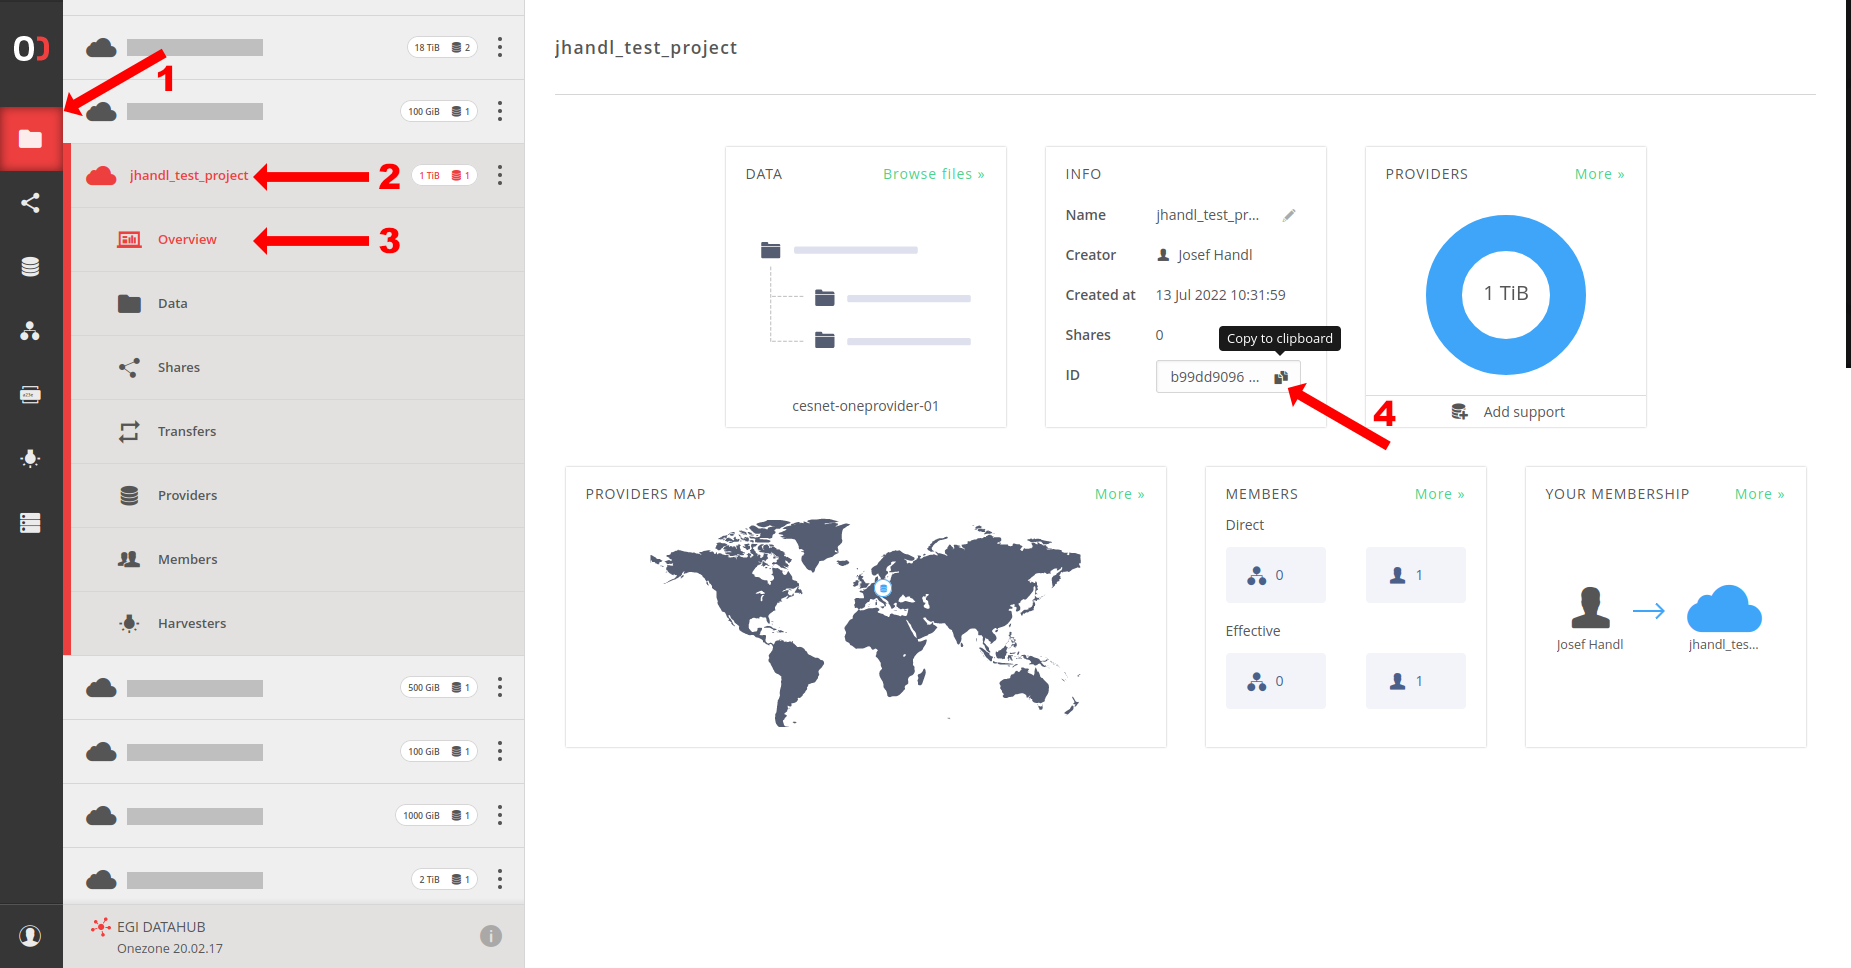 18 TiB 2
1
100 GiB 1
jhandl_test_project
2
1 TiB 1
Overview
3
Data
Shares
Transfers
Providers
Members
Harvesters
500 GiB 1
100 GiB 1
1000 GiB 1
2 TiB 1
EGI DATAHUB
Onezone 20.02.17
jhandl_test_project
DATA
Browse files »
cesnet-oneprovider-01
INFO
Name jhandl_test_pr...
Creator Josef Handl
Created at 13 Jul 2022 10:31:59
Shares 0
Copy to clipboard
ID b99dd9096 ...
4
PROVIDERS
More »
1 TiB
Add support
PROVIDERS MAP
More »
MEMBERS
More »
Direct
0 1
Effective
0 1
YOUR MEMBERSHIP
More »
Josef Handl
jhandl_tes...